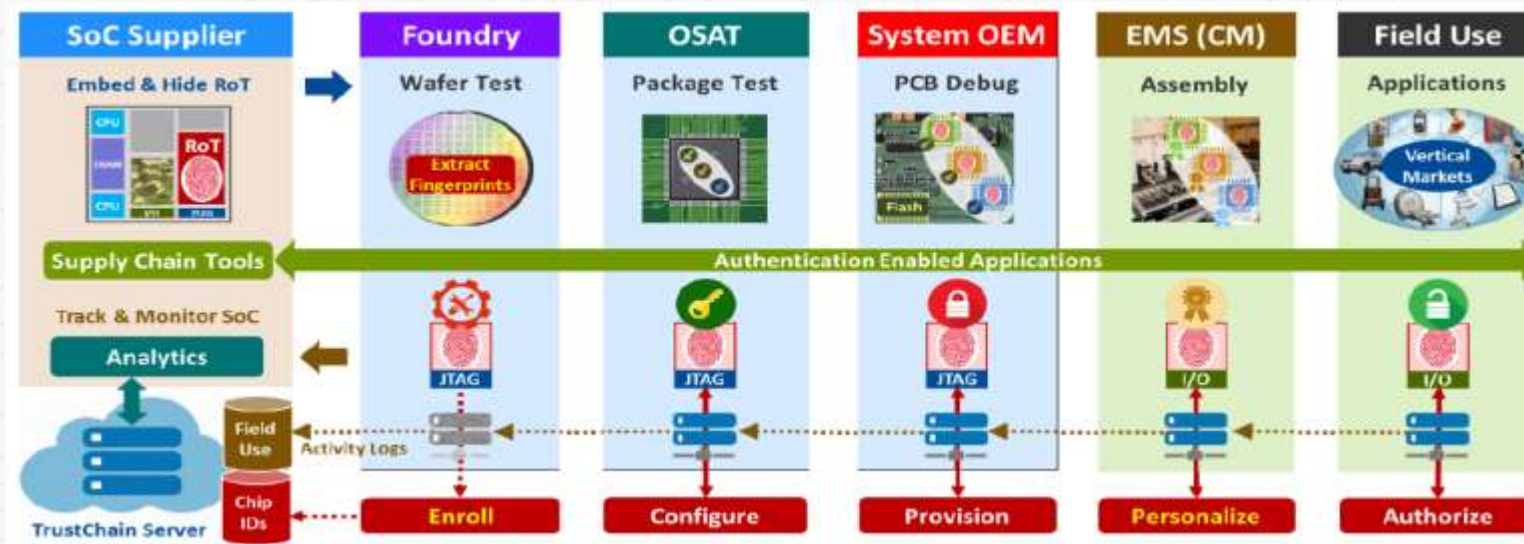 SoC Supplier
Foundry
OSAT
System OEM
EMS (CM)
Field Use
Embed & Hide RoT
Wafer Test
Package Test
PCB Debug
Assembly
Applications
CPU
RoT
CPU
I/O
JTAG
Extract
Fingerprints
Flash
Vertical
Markets
Supply Chain Tools
Authentication Enabled Applications
Track & Monitor SoC
Analytics
JTAG
JTAG
JTAG
I/O
I/O
Field
Use
Activity Logs
Chip
IDs
TrustChain Server
Enroll
Configure
Provision
Personalize
Authorize